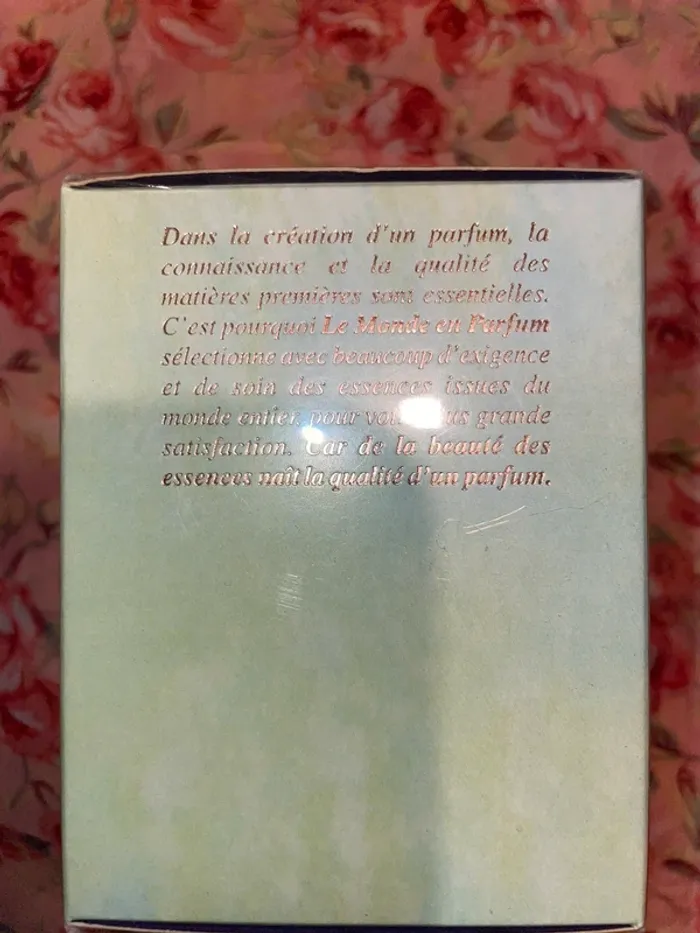 Dans la création d'un parfum, la
connaissance et la qualité des
matières premières sont essentielles.
C'est pourquoi Le Monde en Parfum
sélectionne avec beaucoup d'exigence
et de soin des essences issues du
monde entier, pour grande
satisfaction. Car de la beauté des
essences naît la qualité d'un parfum.